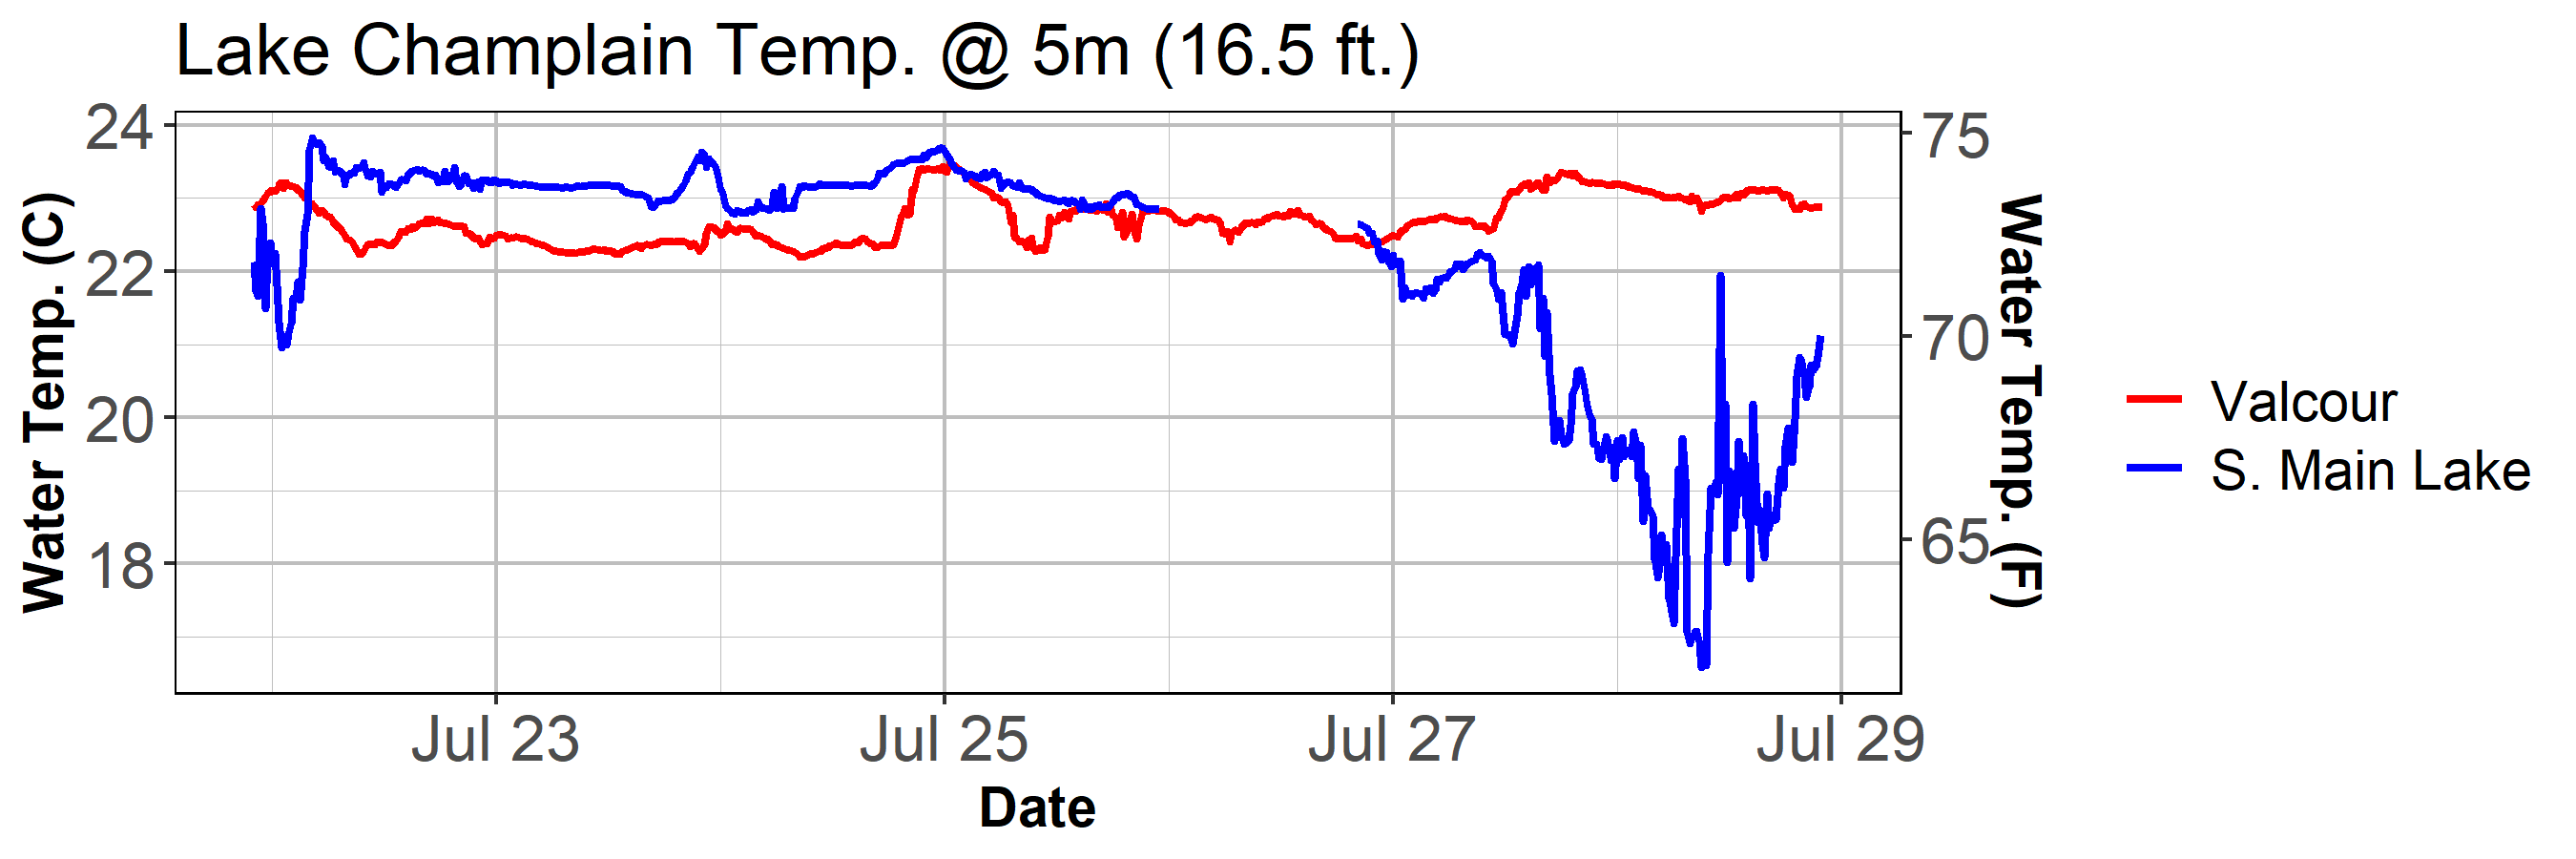 Lake Champlain Temp. @ 5m (16.5 ft.)
Water Temp. (C)
24
22
20
18
75
70
65
Water Temp. (F)
Jul 23
Jul 25
Jul 27
Jul 29
Date
Valcour
S. Main Lake